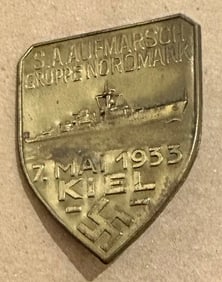 S.A. AUFMARSCH
GRUPPE NORDMARK
7. MAI 1933
KIEL